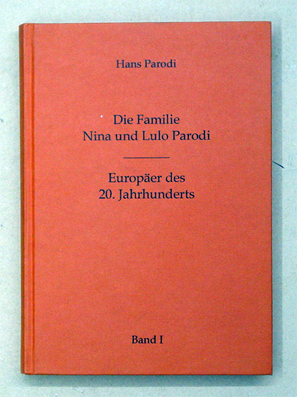 Hans Parodi
Die Familie
Nina und Lulo Parodi
Europäer des
20. Jahrhunderts
Band I